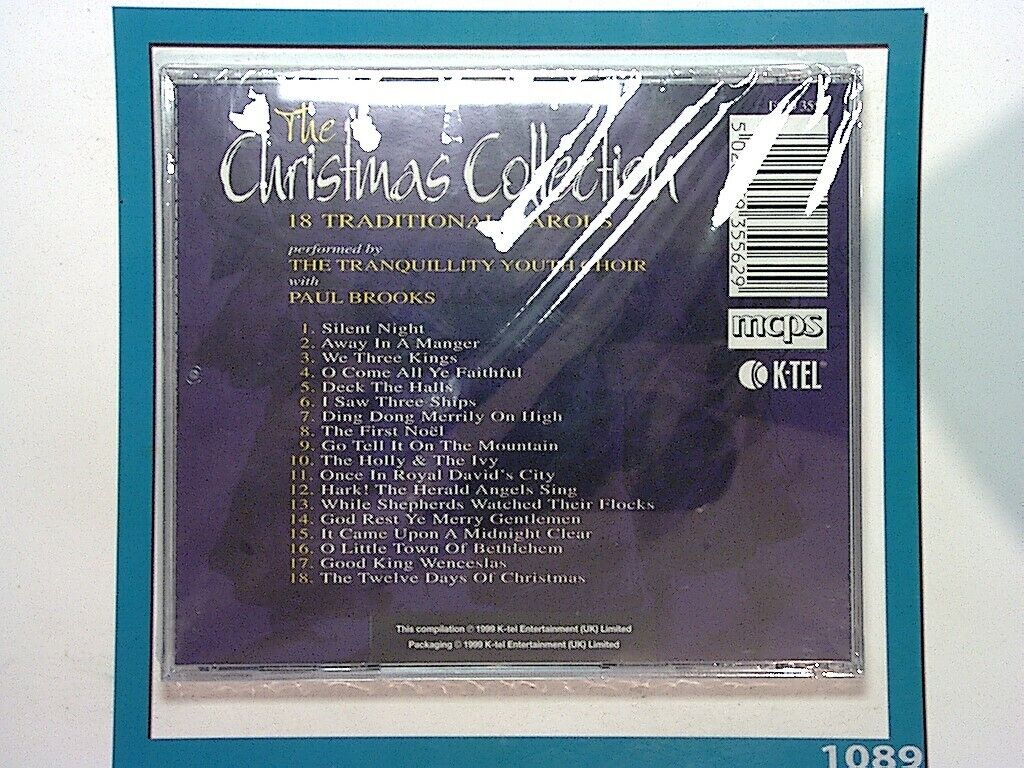 The
Christmas Collection
18 TRADITIONAL CAROLS
performed by
THE TRANQUILLITY YOUTH CHOIR
with
PAUL BROOKS
1. Silent Night
2. Away In A Manger
3. We Three Kings
4. O Come All Ye Faithful
5. Deck The Halls
6. I Saw Three Ships
7. Ding Dong Merrily On High
8. The First Noël
9. Go Tell It On The Mountain
10. The Holly & The Ivy
11. Once In Royal David's City
12. Hark! The Herald Angels Sing
13. While Shepherds Watched Their Flocks
14. God Rest Ye Merry Gentlemen
15. It Came Upon A Midnight Clear
16. O Little Town Of Bethlehem
17. Good King Wenceslas
18. The Twelve Days Of Christmas
This compilation ℗ 1999 K-tel Entertainment (UK) Limited
Packaging © 1999 K-tel Entertainment (UK) Limited
355629
mcps
K-TEL®
1089